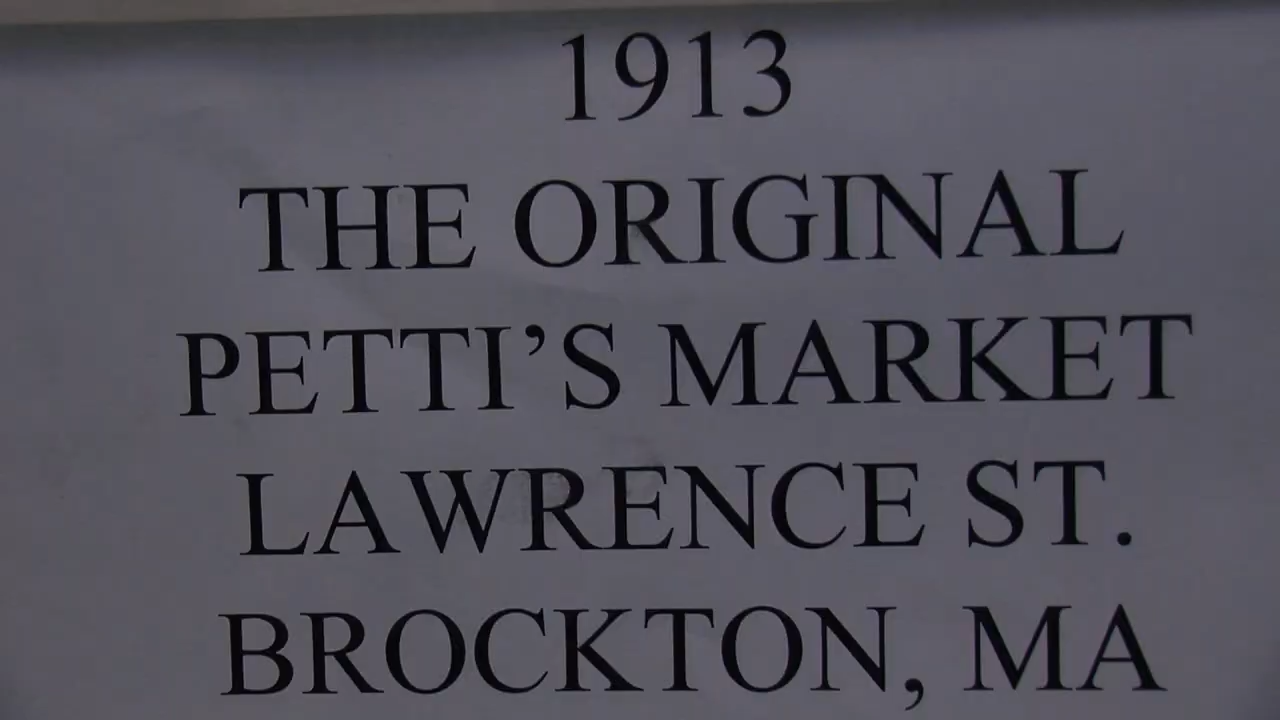 1913
THE ORIGINAL
PETTI’S MARKET
LAWRENCE ST.
BROCKTON, MA